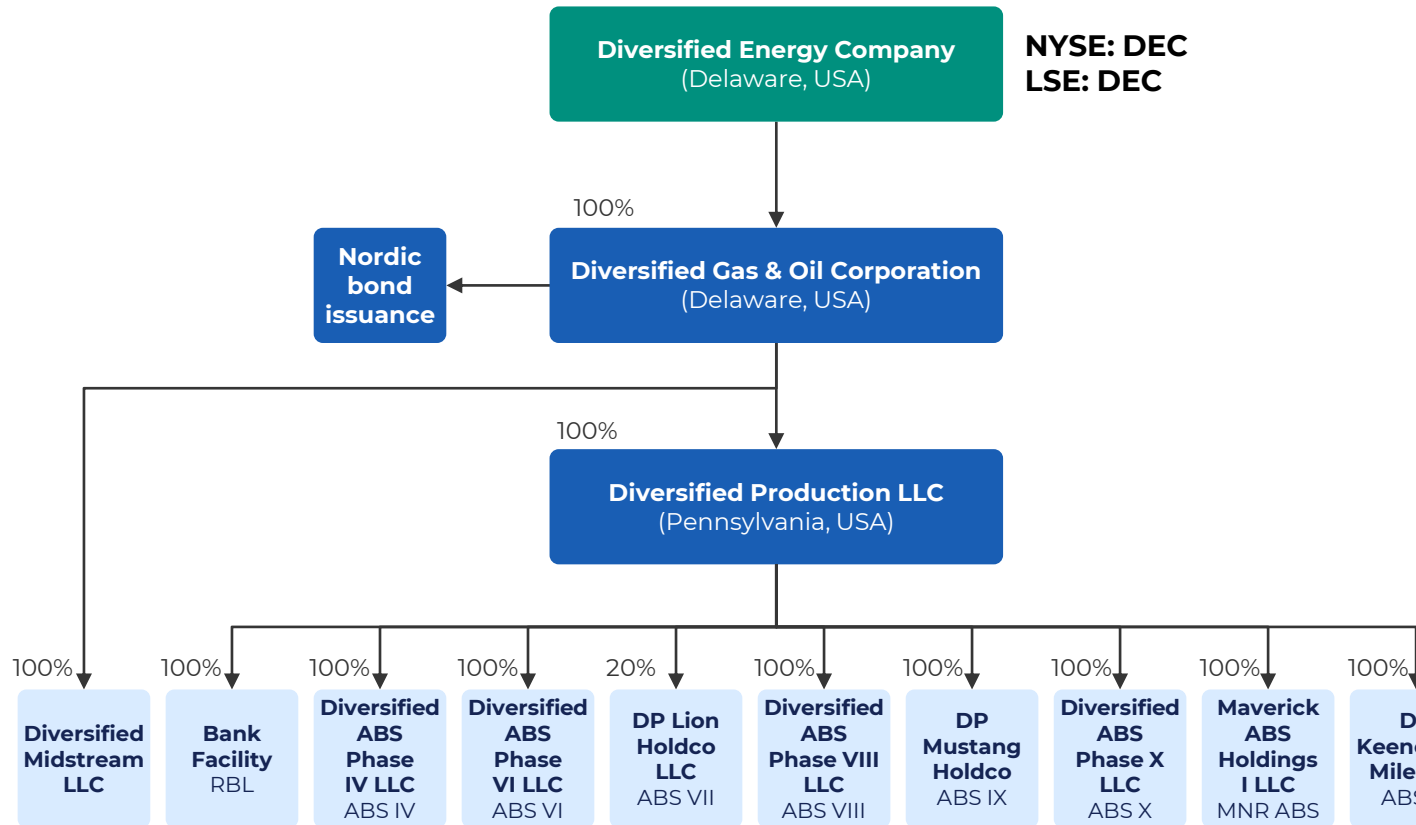 Diversified Energy Company
(Delaware, USA)
NYSE: DEC
LSE: DEC
100%
Nordic
bond
issuance
Diversified Gas & Oil Corporation
(Delaware, USA)
100%
Diversified Production LLC
(Pennsylvania, USA)
100%
Diversified
Midstream
LLC
100%
Bank
Facility
RBL
100%
Diversified
ABS
Phase
IV LLC
ABS IV
100%
Diversified
ABS
Phase
VI LLC
ABS VI
20%
DP Lion
Holdco
LLC
ABS VII
100%
Diversified
ABS
Phase VIII
LLC
ABS VIII
100%
DP
Mustang
Holdco
ABS IX
100%
Diversified
ABS
Phase X
LLC
ABS X
100%
Maverick
ABS
Holdings
I LLC
MNR ABS
100%